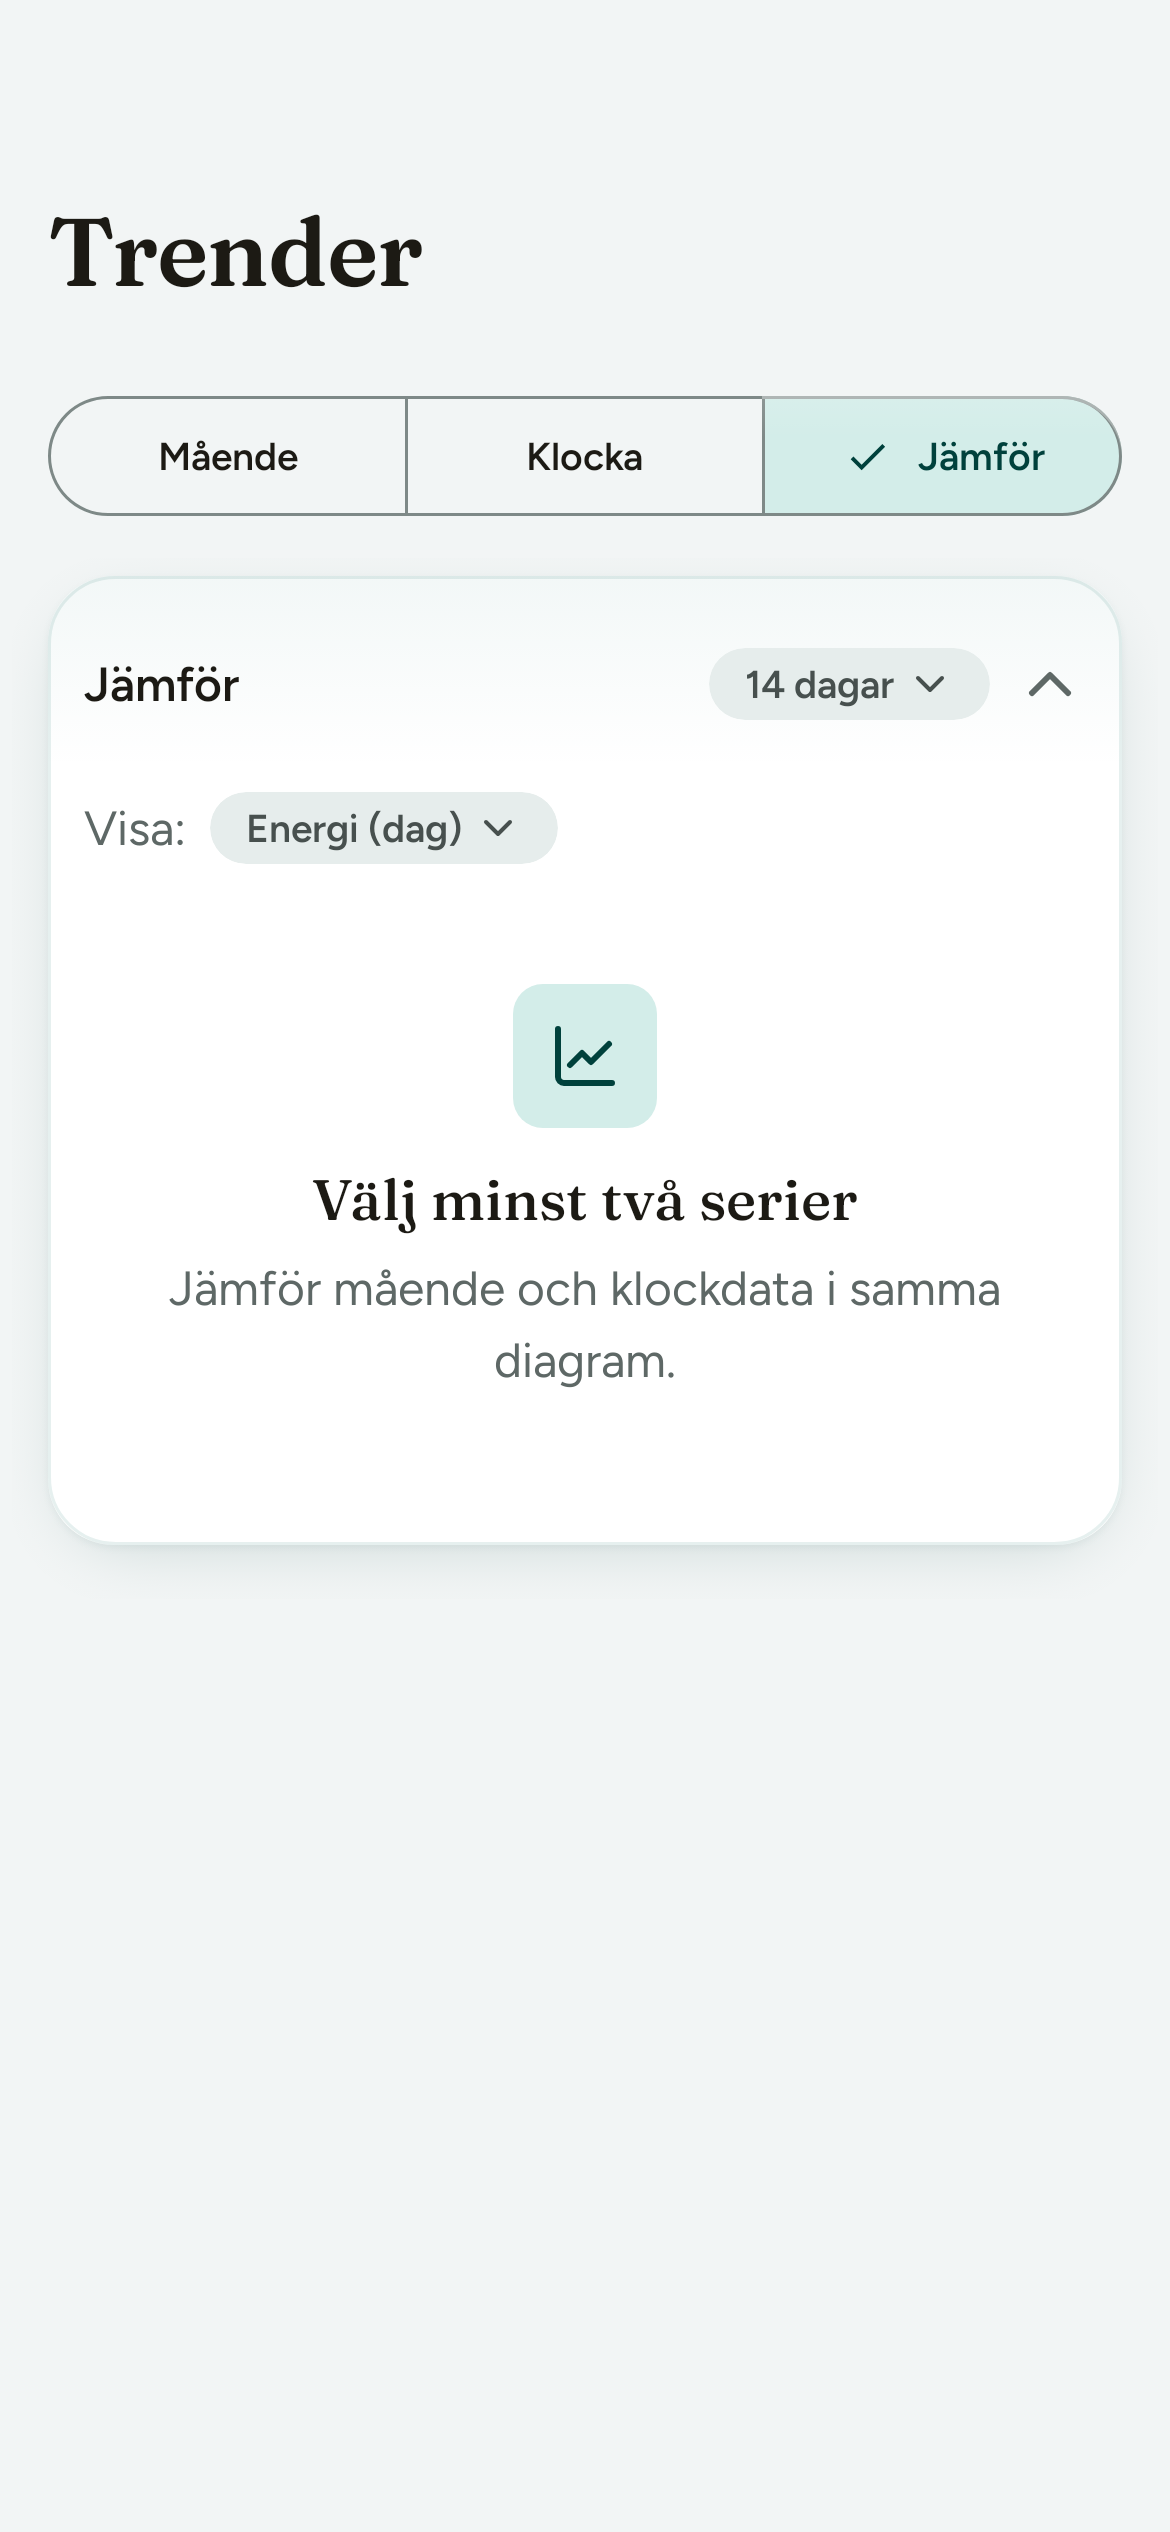 Trender
Mående
Klocka
Jämför
Jämför
14 dagar
Visa:
Energi (dag)
Välj minst två serier
Jämför mående och klockdata i samma
diagram.